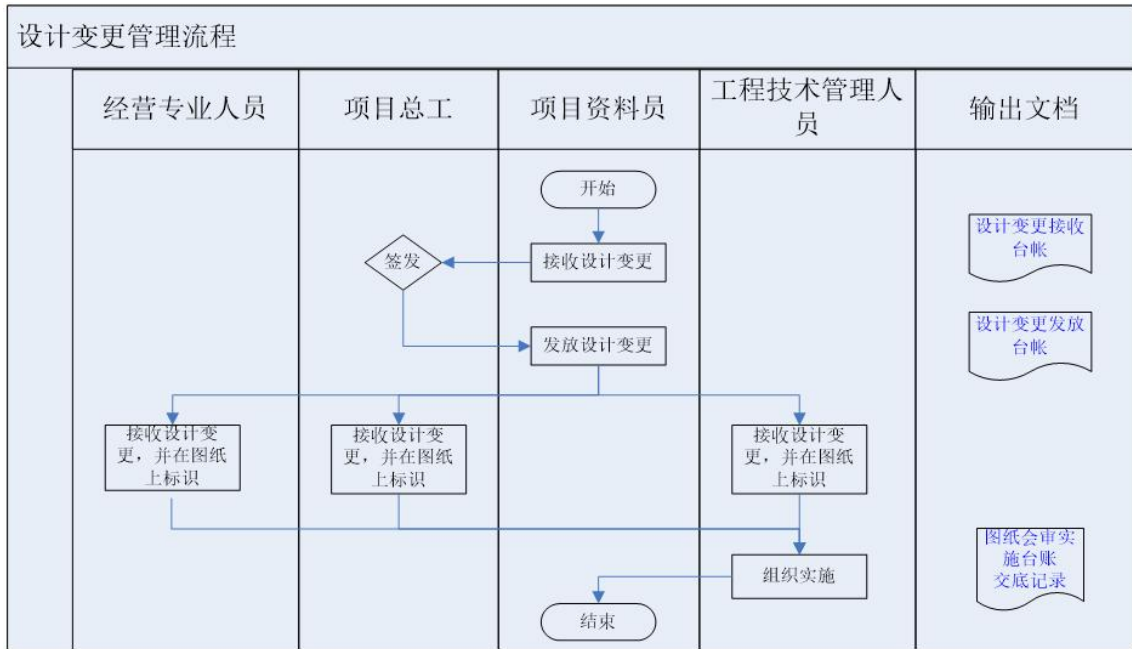 设计变更管理流程
经营专业人员
项目总工
项目资料员
工程技术管理人
员
输出文档
开始
设计变更接收
台帐
签发
接收设计变更
设计变更发放
台帐
发放设计变更
接收设计变
更，并在图纸
上标识
接收设计变
更，并在图纸
上标识
接收设计变
更，并在图纸
上标识
图纸会审实
施台账
交底记录
组织实施
结束